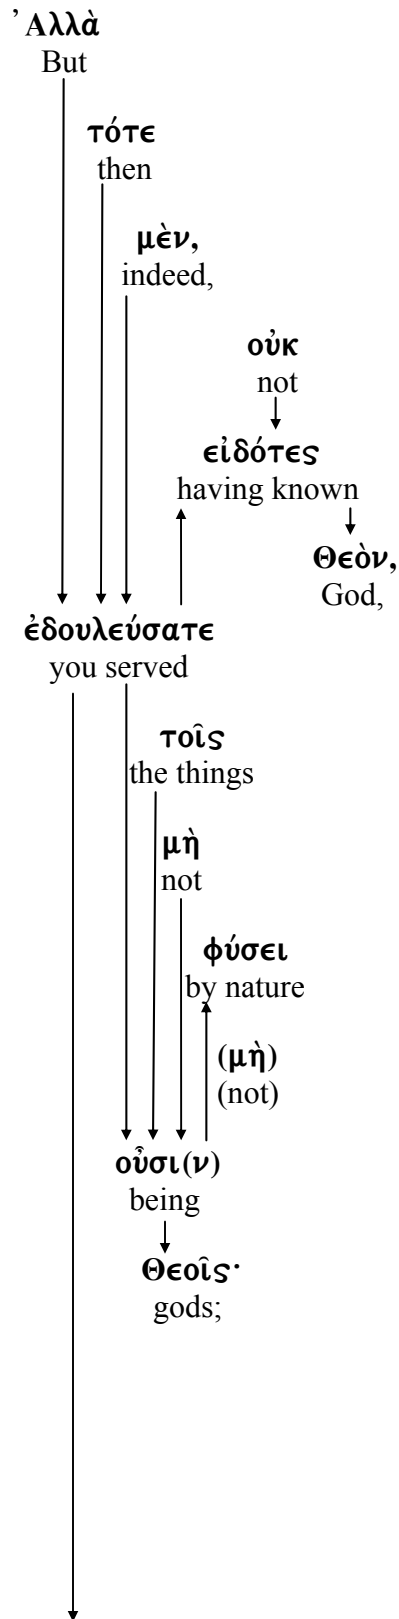 ᾿Αλλὰ
But
τότε
then
μὲν,
indeed,
οὐκ
not
εἰδότες
having known
Θεὸν,
God,
ἐδουλεύσατε
you served
τοῖς
the things
μὴ
not
φύσει
by nature
(μὴ)
(not)
οὖσι(ν)
being
Θεοῖς·
gods;